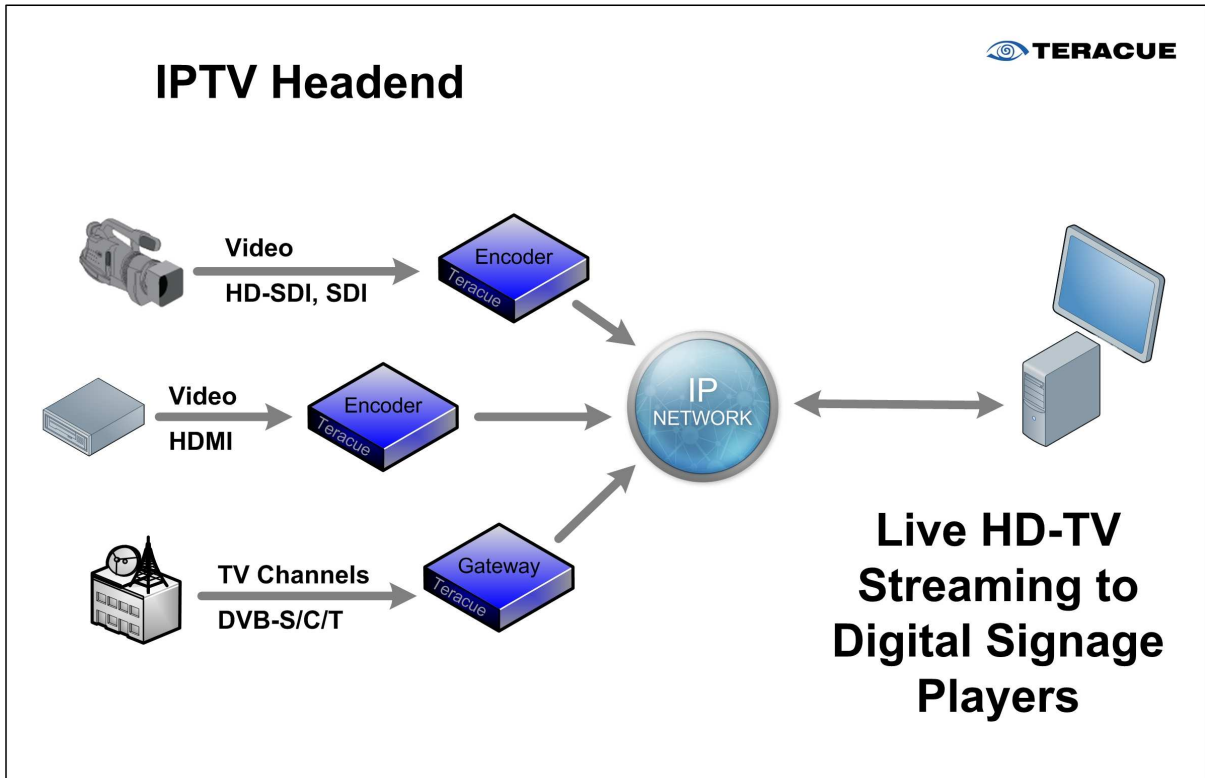 TERACUE
IPTV Headend
Video
HD-SDI, SDI
Encoder
Teracue
Video
HDMI
Encoder
Teracue
IP
NETWORK
TV Channels
DVB-S/C/T
Gateway
Teracue
Live HD-TV
Streaming to
Digital Signage
Players